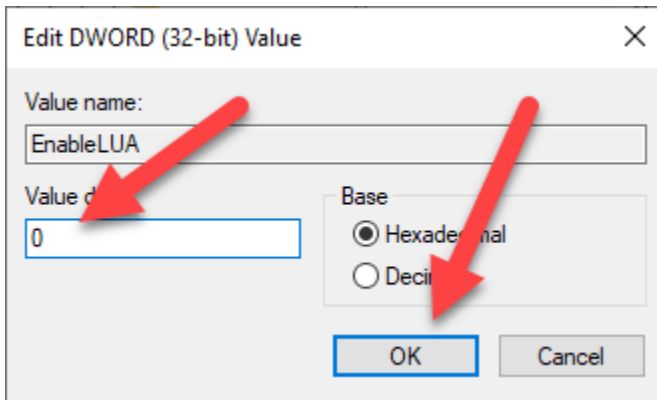 Edit DWORD (32-bit) Value
Value name:
EnableLUA
Value
Base
0
Hexadecimal
OK
Cancel